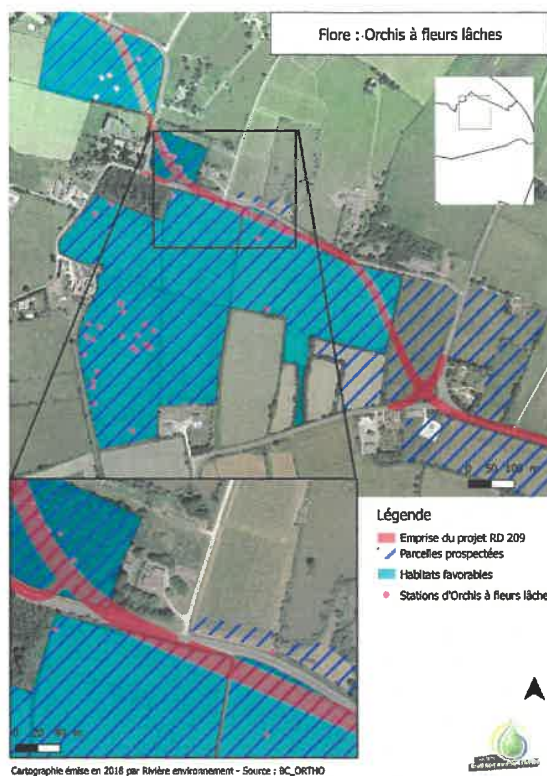 Flore : Orchis à fleurs lâches
0 50 100 m
Légende
Emprise du projet RD 209
Parcelles prospectées
Habitats favorables
Stations d'Orchis à fleurs lâche
Cartographie émise en 2018 par Rivière environnement - Source : BC_ORTHO